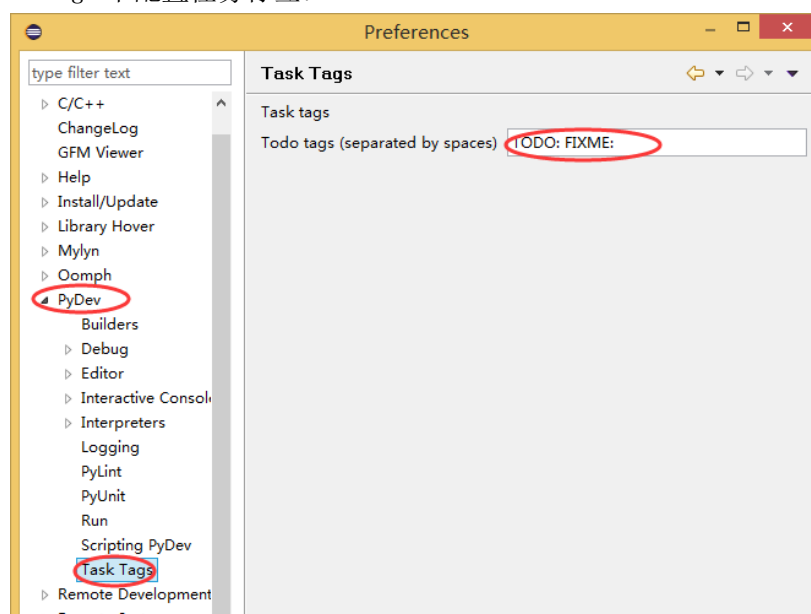 Preferences
type filter text
Task Tags
C/C++
ChangeLog
GFM Viewer
Help
Install/Update
Library Hover
Mylyn
Oomph
PyDev
Builders
Debug
Editor
Interactive Console
Interpreters
Logging
PyLint
PyUnit
Run
Scripting PyDev
Task Tags
Remote Development
Task tags
Todo tags (separated by spaces) TODO: FIXME: